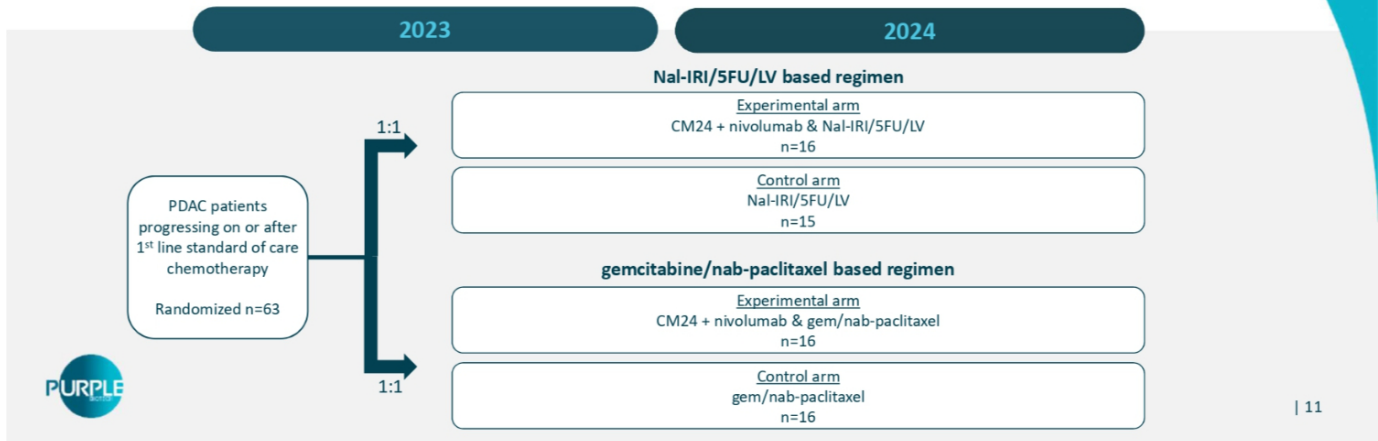 2023
2024
Nal-IRI/5FU/LV based regimen
Experimental arm
CM24 + nivolumab & Nal-IRI/5FU/LV
n=16
1:1
Control arm
Nal-IRI/5FU/LV
n=15
PDAC patients
progressing on or after
1st line standard of care
chemotherapy
Randomized n=63
gemcitabine/nab-paclitaxel based regimen
Experimental arm
CM24 + nivolumab & gem/nab-paclitaxel
n=16
1:1
Control arm
gem/nab-paclitaxel
n=16
PURPLE
| 11